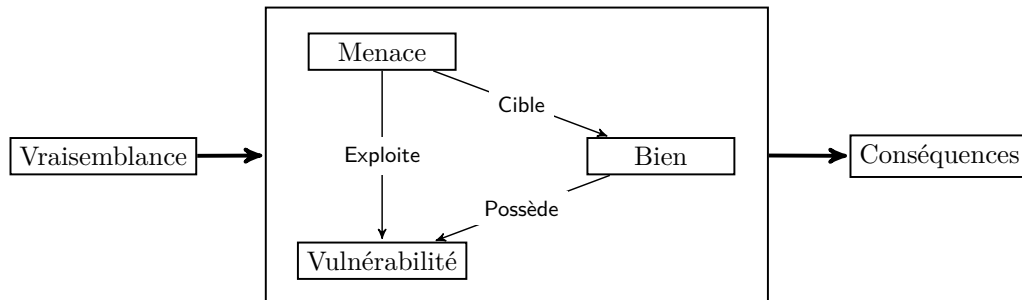 Menace
Cible
Vraisemblance
Exploite
Bien
Conséquences
Possède
Vulnérabilité